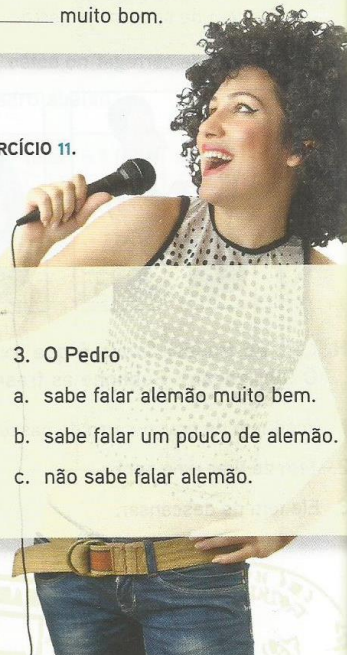 ______ muito bom.
RCÍCIO 11.
3. O Pedro
a. sabe falar alemão muito bem.
b. sabe falar um pouco de alemão.
c. não sabe falar alemão.